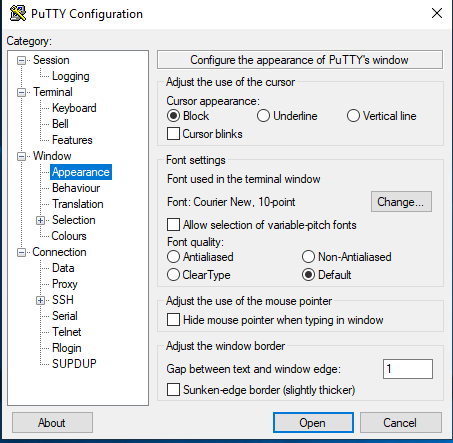 PuTTY Configuration
Category:
Session
Logging
Terminal
Keyboard
Bell
Features
Window
Appearance
Behaviour
Translation
Selection
Colours
Connection
Data
Proxy
SSH
Serial
Telnet
Rlogin
SUPDUP
Configure the appearance of PuTTY's window
Adjust the use of the cursor
Cursor appearance:
Block Underline Vertical line
Cursor blinks
Font settings
Font used in the terminal window
Font: Courier New, 10-point Change...
Allow selection of variable-pitch fonts
Font quality:
Antialiased Non-Antialiased
ClearType Default
Adjust the use of the mouse pointer
Hide mouse pointer when typing in window
Adjust the window border
Gap between text and window edge: 1
Sunken-edge border (slightly thicker)
About Open Cancel